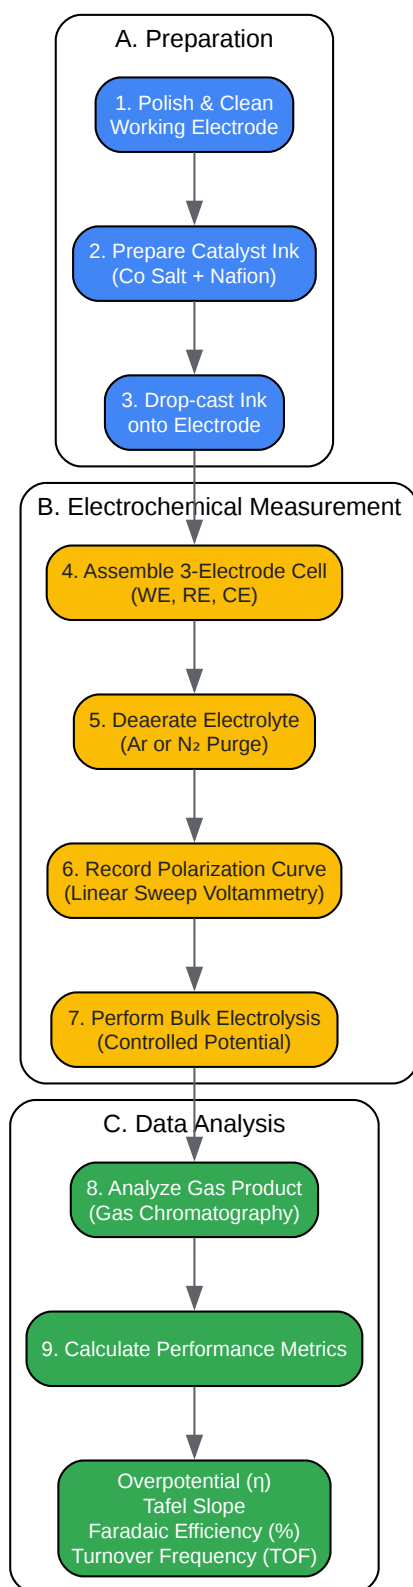 A. Preparation
1. Polish & Clean
Working Electrode
2. Prepare Catalyst Ink
(Co Salt + Nafion)
3. Drop-cast Ink
onto Electrode
B. Electrochemical Measurement
4. Assemble 3-Electrode Cell
(WE, RE, CE)
5. Deaerate Electrolyte
(Ar or N₂ Purge)
6. Record Polarization Curve
(Linear Sweep Voltammetry)
7. Perform Bulk Electrolysis
(Controlled Potential)
C. Data Analysis
8. Analyze Gas Product
(Gas Chromatography)
9. Calculate Performance Metrics
Overpotential (η)
Tafel Slope
Faradaic Efficiency (%)
Turnover Frequency (TOF)